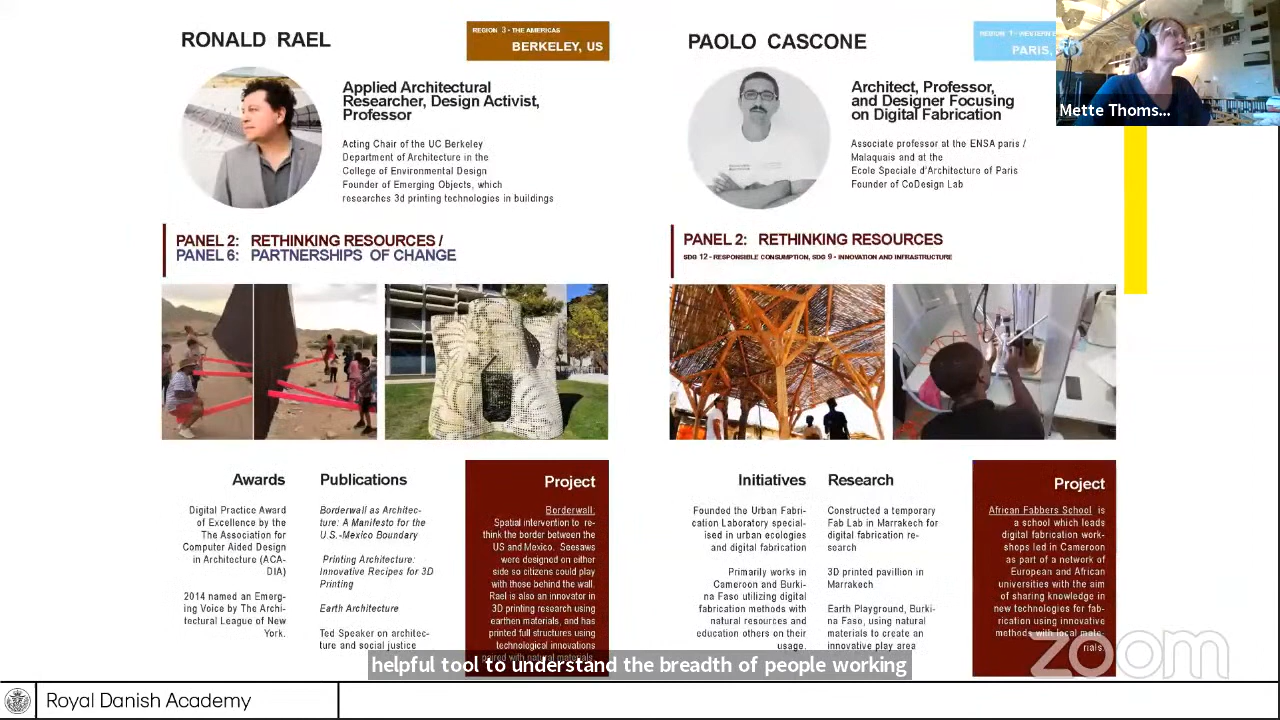 RONALD RAEL
REGION 3 - THE AMERICAS
BERKELEY, US
Applied Architectural
Researcher, Design Activist,
Professor
Acting Chair of the UC Berkeley
Department of Architecture in the
College of Environmental Design
Founder of Emerging Objects, which
researches 3d printing technologies in buildings
PANEL 2: RETHINKING RESOURCES /
PANEL 6: PARTNERSHIPS OF CHANGE
Awards
Digital Practice Award
of Excellence by the
The Association for
Computer Aided Design
in Architecture (ACA-
DIA)
2014 named an Emerg-
ing Voice by The Archi-
tectural League of New
York.
Publications
Borderwall as Architec-
ture: A Manifesto for the
U.S.-Mexico Boundary
Printing Architecture:
Innovative Recipes for 3D
Printing
Earth Architecture
Ted Speaker on architec-
ture and social justice
Project
Borderwall:
Spatial intervention to re-
think the border between the
US and Mexico. Seesaws
were designed on either
side so citizens could play
with those behind the wall.
Rael is also an innovator in
3D printing research using
earthen materials, and has
printed full structures using
technological innovations
paired with natural materials.
PAOLO CASCONE
REGION 1 - WESTERN
PARIS,
Architect, Professor,
and Designer Focusing
on Digital Fabrication
Associate professor at the ENSA paris /
Malaquais and at the
Ecole Speciale d'Architecture of Paris
Founder of CoDesign Lab
PANEL 2: RETHINKING RESOURCES
SDG 12 - RESPONSIBLE CONSUMPTION, SDG 9 - INNOVATION AND INFRASTRUCTURE
Initiatives
Founded the Urban Fabri-
cation Laboratory special-
ised in urban ecologies
and digital fabrication
Primarily works in
Cameroon and Burki-
na Faso utilizing digital
fabrication methods with
natural resources and
education others on their
usage.
Research
Constructed a temporary
Fab Lab in Marrakech for
digital fabrication re-
search
3D printed pavillion in
Marrakech
Earth Playground, Burki-
na Faso, using natural
materials to create an
innovative play area
Project
African Fabbers School is
a school which leads
digital fabrication work-
shops led in Cameroon
as part of a network of
European and African
universities with the aim
of sharing knowledge in
new technologies for fab-
rication using innovative
methods with local mate-
rials.
Mette Thoms...
helpful tool to understand the breadth of people working
zoom
Royal Danish Academy